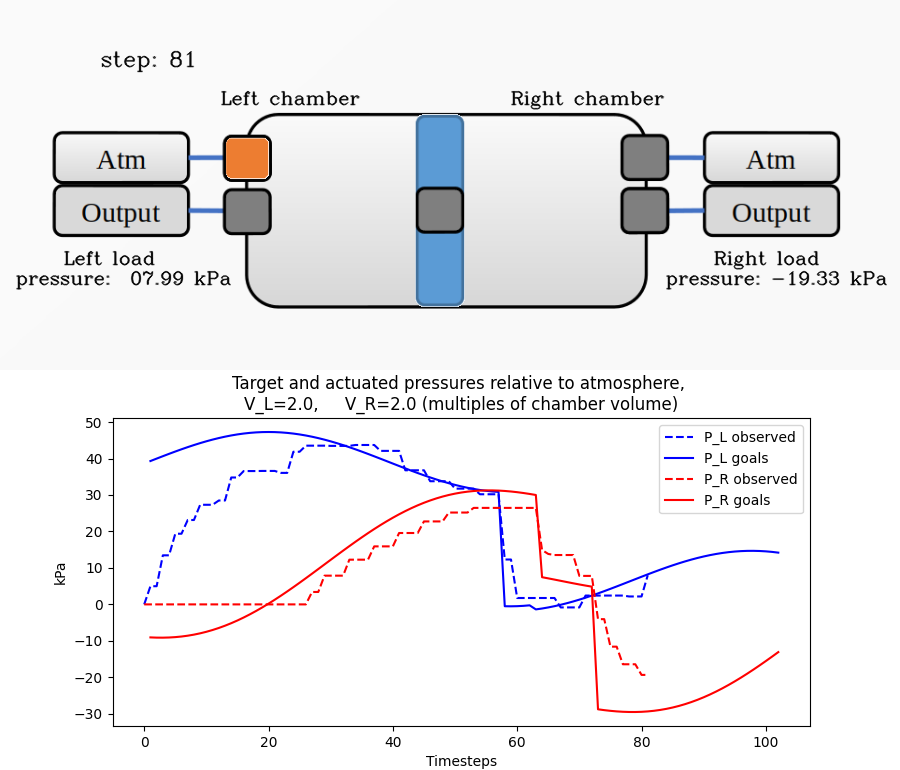 step: 81
Left chamber
Right chamber
Atm
Atm
Output
Output
Left load
pressure:  07.99 kPa
Right load
pressure: −19.33 kPa
Target and actuated pressures relative to atmosphere,
V_L=2.0,     V_R=2.0 (multiples of chamber volume)
50
40
30
20
10
0
−10
−20
−30
kPa
P_L observed
P_L goals
P_R observed
P_R goals
0 20 40 60 80 100
Timesteps